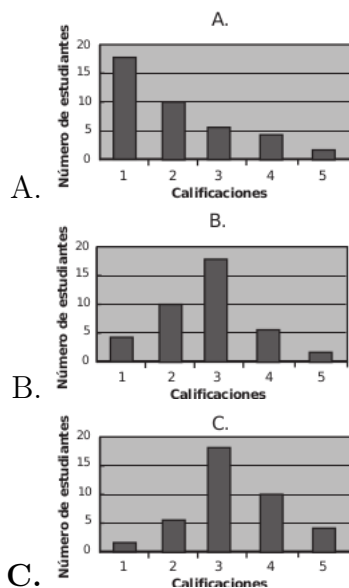 A.
A.
Número de estudiantes
20
15
10
5
0
1 2 3 4 5
Calificaciones
B.
B.
Número de estudiantes
20
15
10
5
0
1 2 3 4 5
Calificaciones
C.
C.
Número de estudiantes
20
15
10
5
0
1 2 3 4 5
Calificaciones